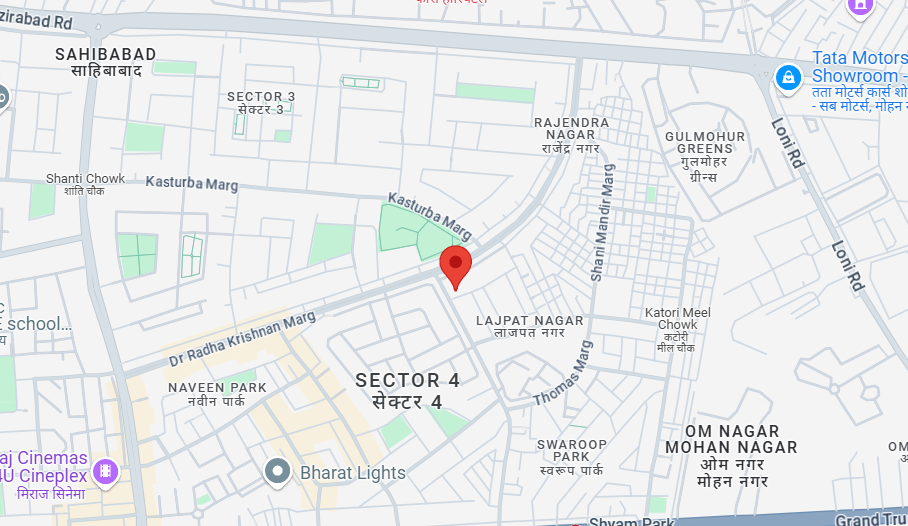 कार्स हॉस्पिटल
zirabad Rd
SAHIBABAD
साहिबाबाद
Tata Motors
Showroom -
तता मोटर्स कार्स शो
- सब मोटर्स, मोहन न
SECTOR 3
सेक्टर 3
RAJENDRA
NAGAR
राजेंद्र नगर
GULMOHUR
GREENS
गुलमोहर
ग्रीन्स
Loni Rd
Shanti Chowk
शांति चौक
Kasturba Marg
Kasturba Marg
Shani Mandir Marg
Loni Rd
E school...
य
Dr Radha Krishnan Marg
LAJPAT NAGAR
लाजपत नगर
Katori Meel
Chowk
कटोरी
मील चौक
Thomas Marg
SECTOR 4
सेक्टर 4
NAVEEN PARK
नवीन पार्क
OM NAGAR
MOHAN NAGAR
ओम नगर
मोहन नगर
OM
SWAROOP
PARK
स्वरूप पार्क
aj Cinemas
4U Cineplex
मिराज सिनेमा
Bharat Lights
Shyam Park
Grand Tru